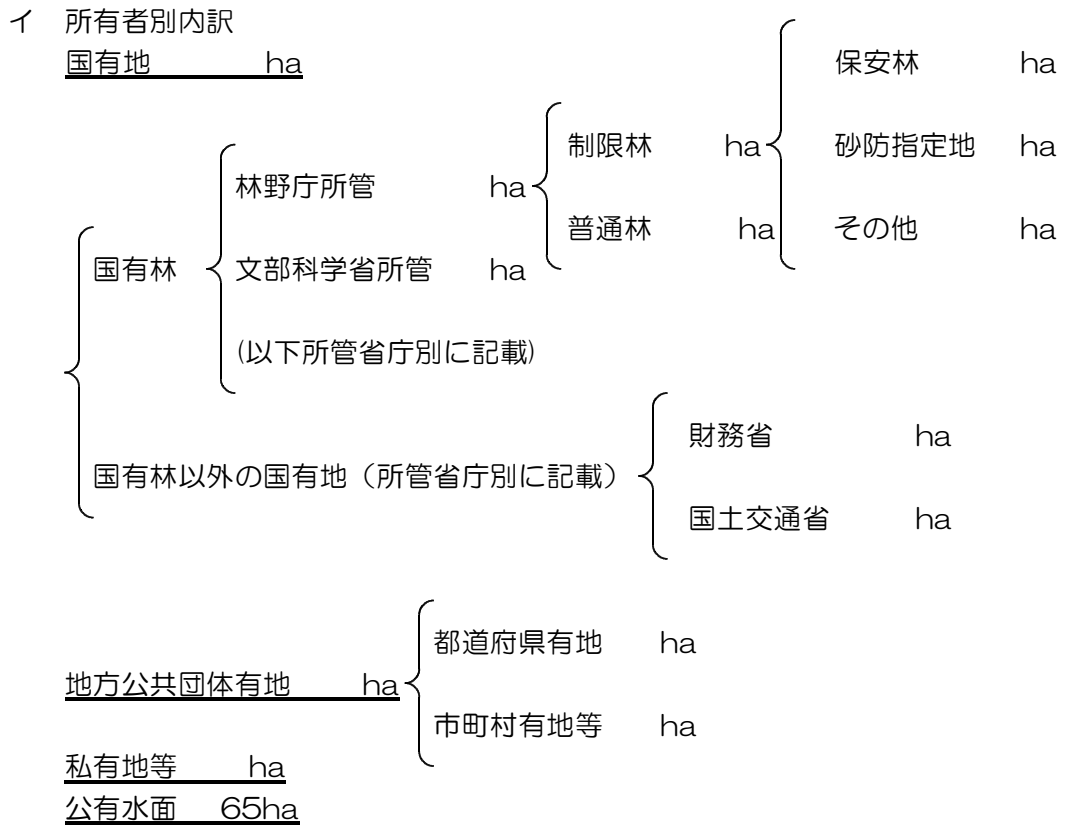 イ 所有者別内訳
国有地 ha
保安林 ha
制限林 ha
砂防指定地 ha
林野庁所管 ha
普通林 ha
その他 ha
国有林
文部科学省所管 ha
(以下所管省庁別に記載)
財務省 ha
国有林以外の国有地（所管省庁別に記載）
国土交通省 ha
都道府県有地 ha
地方公共団体有地 ha
市町村有地等 ha
私有地等 ha
公有水面 65ha